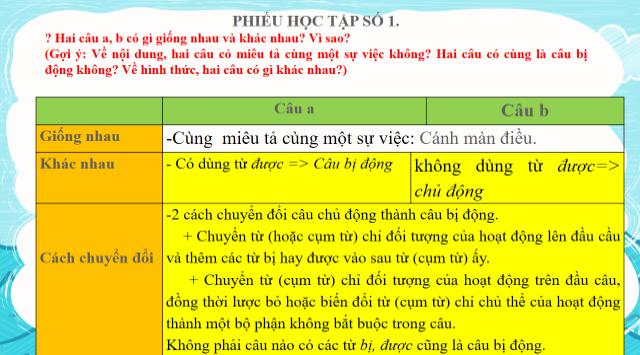 PHIẾU HỌC TẬP SỐ 1.
? Hai câu a, b có gì giống nhau và khác nhau? Vì sao?
(Gợi ý: Về nội dung, hai câu có miêu tả cùng một sự việc không? Hai câu có cùng là câu bị
động không? Về hình thức, hai câu có gì khác nhau?)
Câu a
Câu b
Giống nhau
-Cùng miêu tả cùng một sự việc: Cánh màn điều.
Khác nhau
- Có dùng từ được => Câu bị động
không dùng từ được=>
chủ động
Cách chuyển đổi
-2 cách chuyển đổi câu chủ động thành câu bị động.
+ Chuyển từ (hoặc cụm từ) chỉ đối tượng của hoạt động lên đầu cầu
và thêm các từ bị hay được vào sau từ (cụm từ) ấy.
+ Chuyển từ (cụm từ) chỉ đối tượng của hoạt động trên đầu câu,
đồng thời lược bỏ hoặc biến đổi từ (cụm từ) chỉ chủ thể của hoạt động
thành một bộ phận không bắt buộc trong câu.
Không phải câu nào có các từ bị, được cũng là câu bị động.